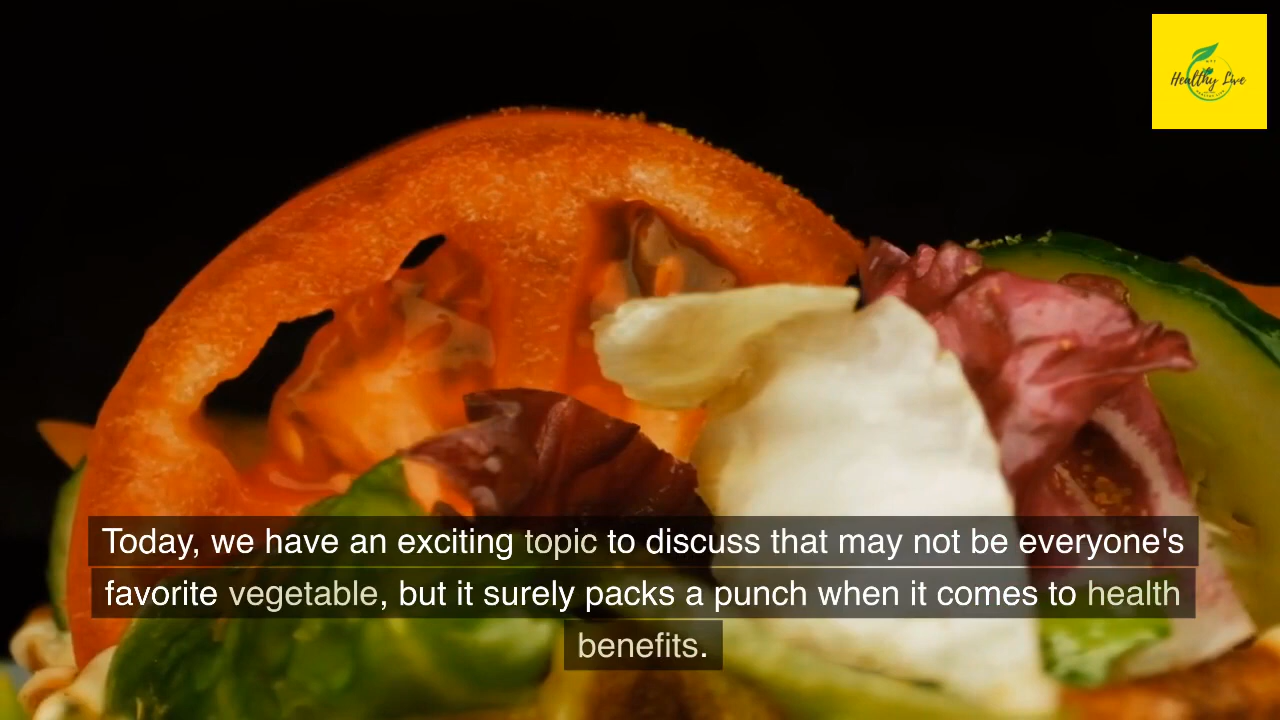 Healthy Live
Today, we have an exciting topic to discuss that may not be everyone's
favorite vegetable, but it surely packs a punch when it comes to health
benefits.